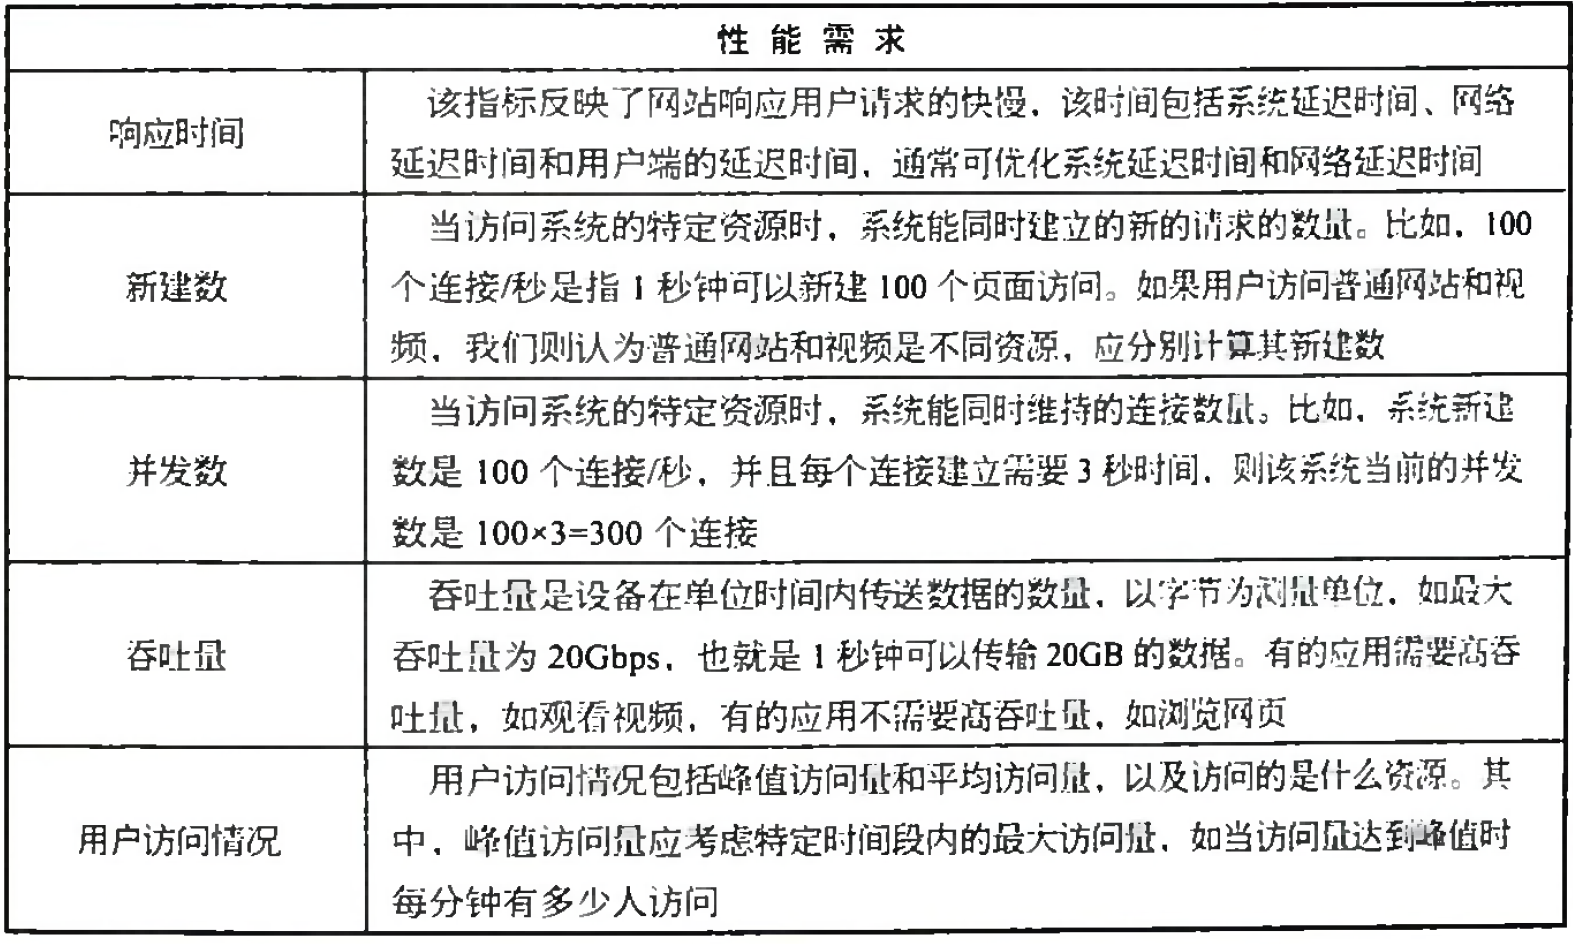 性能需求
响应时间
该指标反映了网站响应用户请求的快慢，该时间包括系统延迟时间、网络
延迟时间和用户端的延迟时间，通常可优化系统延迟时间和网络延迟时间
新建数
当访问系统的特定资源时，系统能同时建立的新的请求的数量。比如，100
个连接/秒是指 1 秒钟可以新建 100 个页面访问。如果用户访问普通网站和视
频，我们则认为普通网站和视频是不同资源，应分别计算其新建数
并发数
当访问系统的特定资源时，系统能同时维持的连接数量。比如，系统新建
数是 100 个连接/秒，并且每个连接建立需要 3 秒时间，则该系统当前的并发
数是 100×3=300 个连接
吞吐量
吞吐量是设备在单位时间内传送数据的数量，以字节为测量单位，如最大
吞吐量为 20Gbps，也就是 1 秒钟可以传输 20GB 的数据。有的应用需要高吞
吐量，如观看视频，有的应用不需要高吞吐量，如浏览网页
用户访问情况
用户访问情况包括峰值访问量和平均访问量，以及访问的是什么资源。其
中，峰值访问量应考虑特定时间段内的最大访问量，如当访问量达到峰值时
每分钟有多少人访问